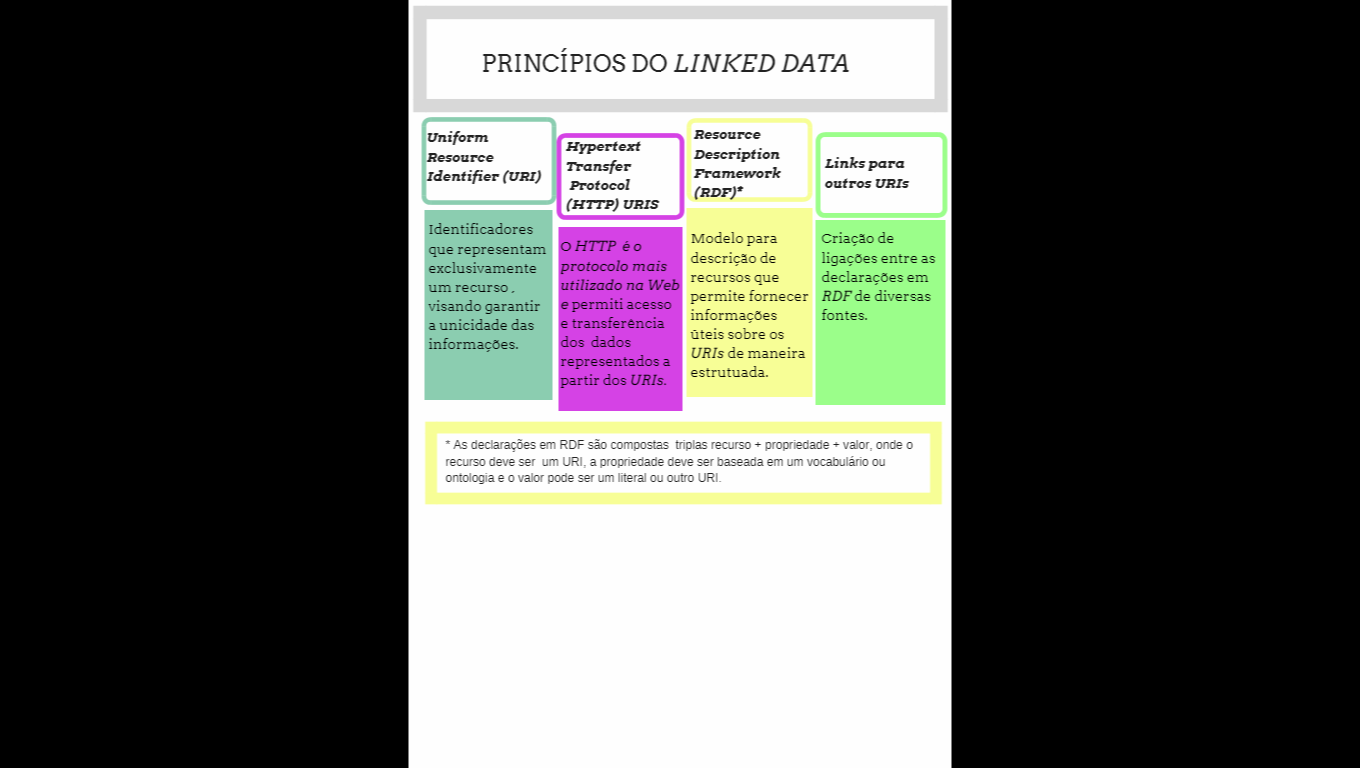 PRINCÍPIOS DO LINKED DATA
Uniform
Resource
Identifier (URI)
Identificadores
que representam
exclusivamente
um recurso ,
visando garantir
a unicidade das
informações.
Hypertext
Transfer
Protocol
(HTTP) URIS
O HTTP é o
protocolo mais
utilizado na Web
e permiti acesso
e transferência
dos dados
representados a
partir dos URIs.
Resource
Description
Framework
(RDF)*
Modelo para
descrição de
recursos que
permite fornecer
informações
úteis sobre os
URIs de maneira
estrutuada.
Links para
outros URIs
Criação de
ligações entre as
declarações em
RDF de diversas
fontes.
* As declarações em RDF são compostas triplas recurso + propriedade + valor, onde o
recurso deve ser um URI, a propriedade deve ser baseada em um vocabulário ou
ontologia e o valor pode ser um literal ou outro URI.